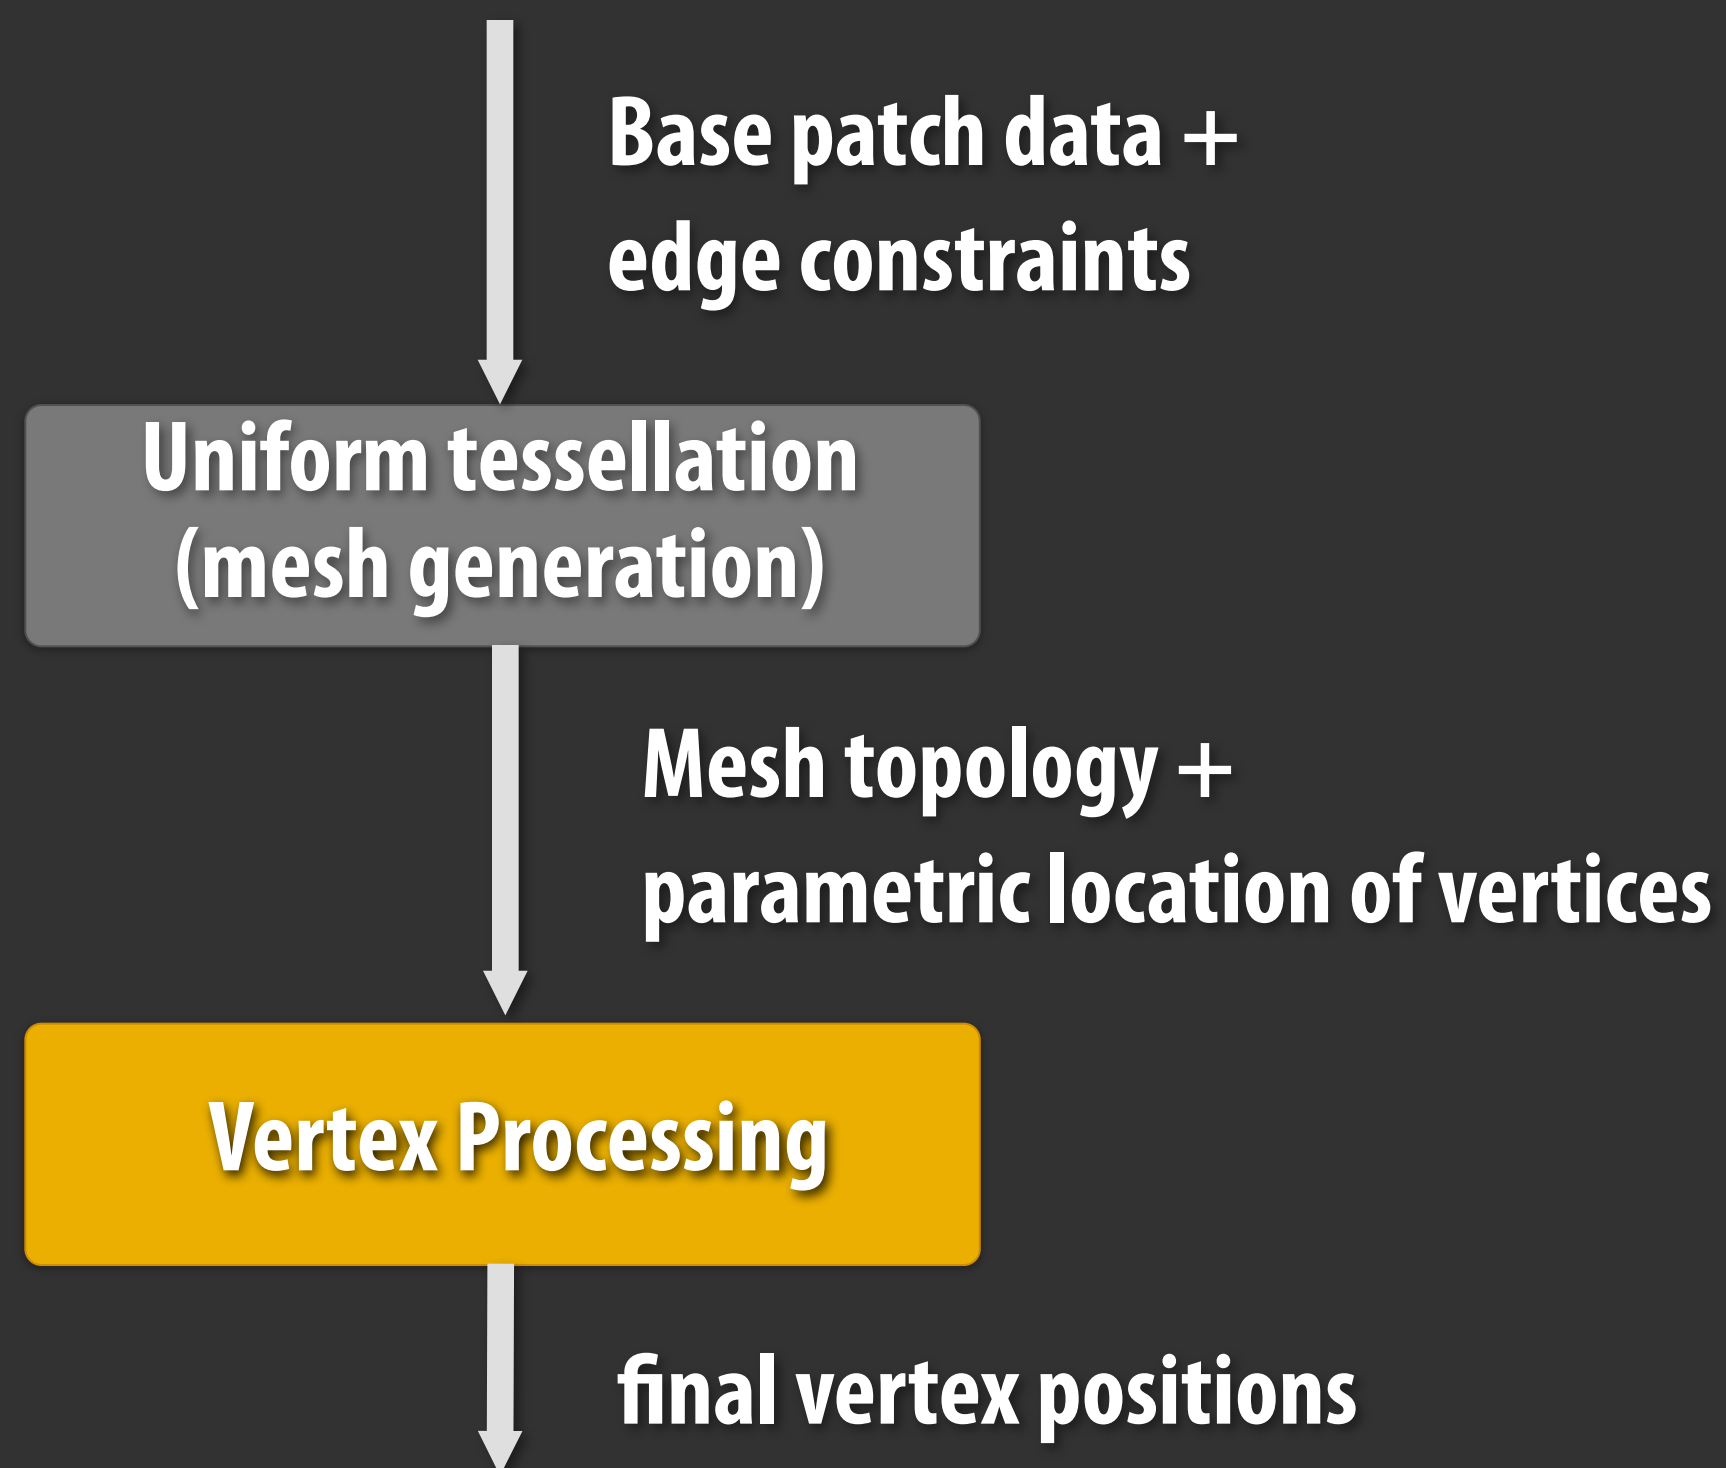 Base patch data +
edge constraints
Uniform tessellation
(mesh generation)
Mesh topology +
parametric location of vertices
Vertex Processing
final vertex positions